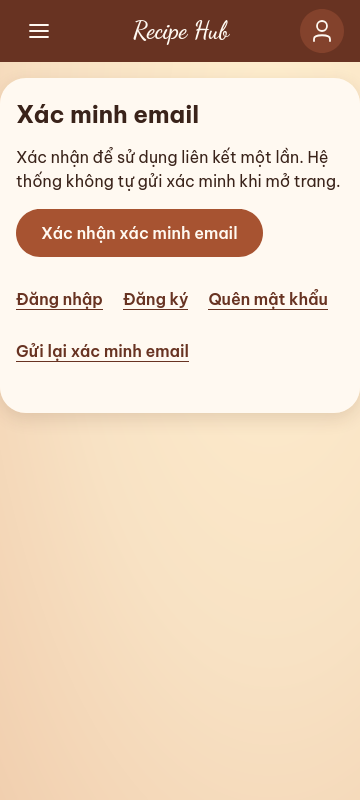 Recipe Hub
Xác minh email
Xác nhận để sử dụng liên kết một lần. Hệ
thống không tự gửi xác minh khi mở trang.
Xác nhận xác minh email
Đăng nhập Đăng ký Quên mật khẩu
Gửi lại xác minh email